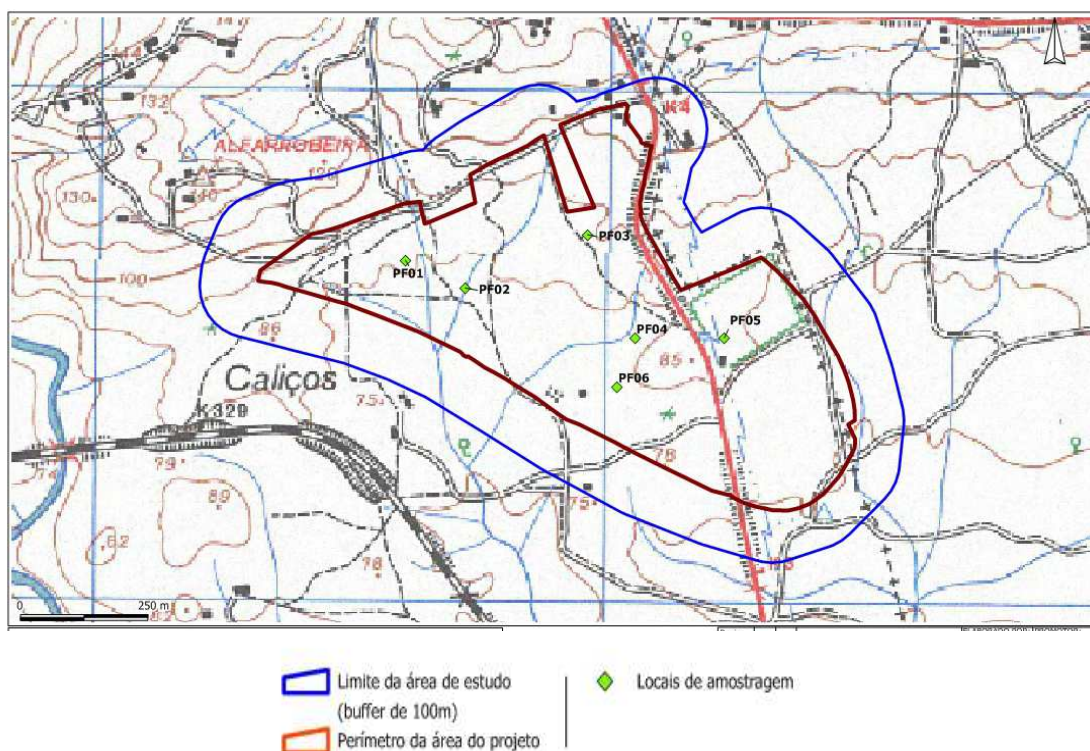 132
ALFARROBEIRA
130
100
PF01
PF02
PF03
PF04
PF05
PF06
86
85
Caliços
K329
75
78
79
74
89
62
78
75
0
250 m
Limite da área de estudo
(buffer de 100m)
Perímetro da área do projeto
Locais de amostragem